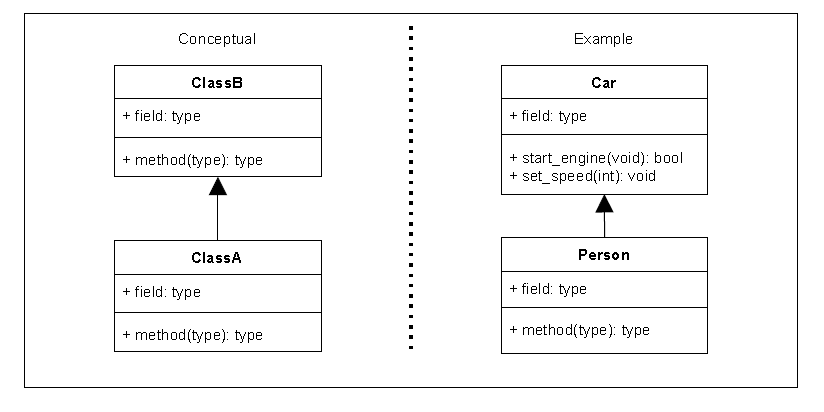 Conceptual
ClassB
+ field: type
+ method(type): type
ClassA
+ field: type
+ method(type): type
Example
Car
+ field: type
+ start_engine(void): bool
+ set_speed(int): void
Person
+ field: type
+ method(type): type